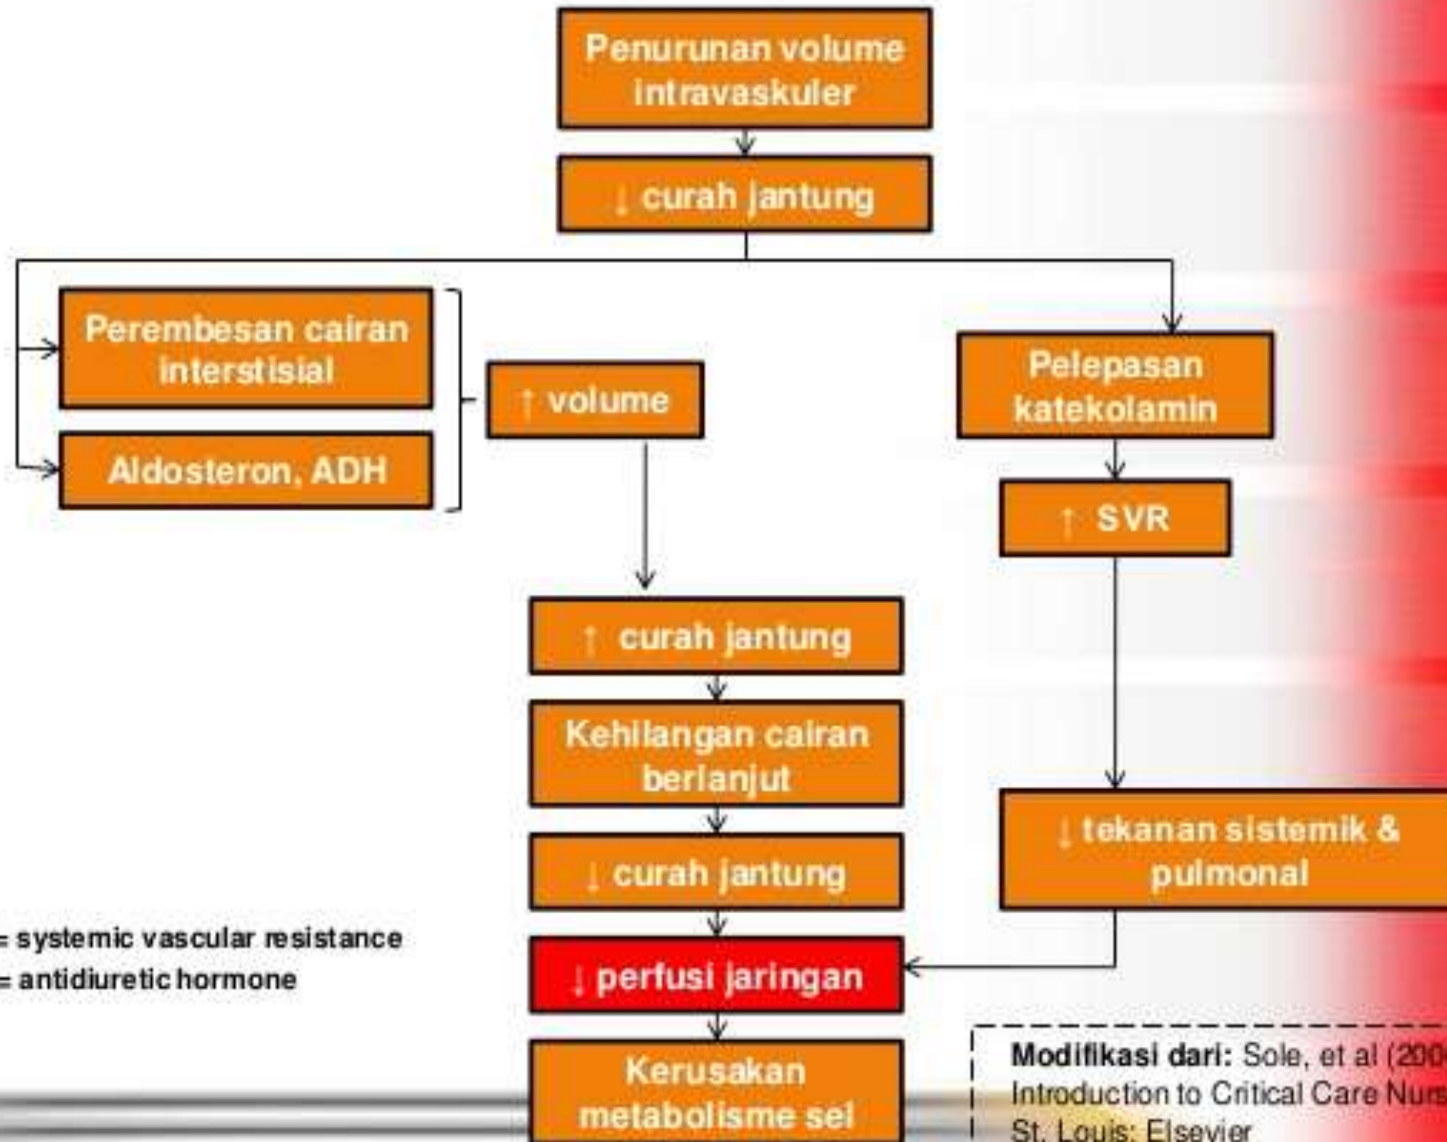 Penurunan volume
intravaskuler
↓ curah jantung
Perembesan cairan
interstisial
Aldosteron, ADH
↑ volume
Pelepasan
katekolamin
↑ SVR
↑ curah jantung
Kehilangan cairan
berlanjut
↓ curah jantung
↓ tekanan sistemik &
pulmonal
↓ perfusi jaringan
Kerusakan
metabolisme sel
= systemic vascular resistance
= antidiuretic hormone
Modifikasi dari: Sole, et al (200
Introduction to Critical Care Nurs
St. Louis: Elsevier